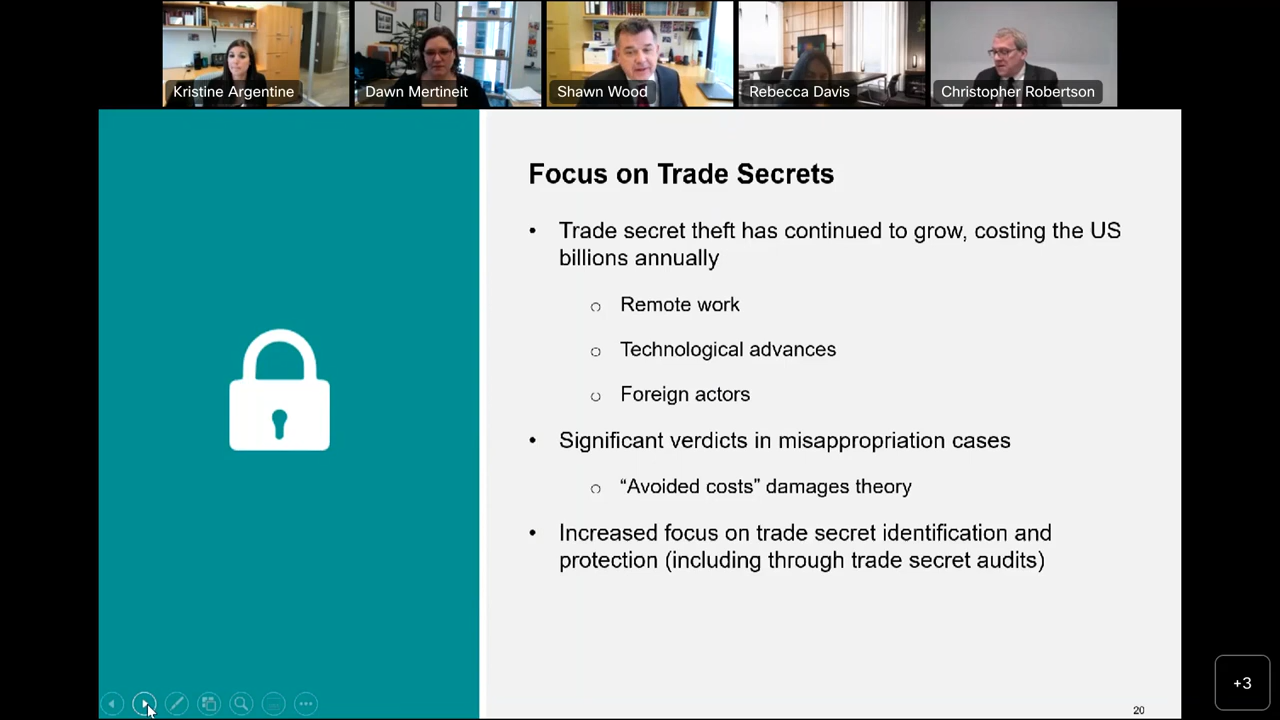 Kristine Argentine
Dawn Mertineit
Shawn Wood
Rebecca Davis
Christopher Robertson
Focus on Trade Secrets
• Trade secret theft has continued to grow, costing the US
billions annually
○ Remote work
○ Technological advances
○ Foreign actors
• Significant verdicts in misappropriation cases
○ “Avoided costs” damages theory
• Increased focus on trade secret identification and
protection (including through trade secret audits)
+3
20